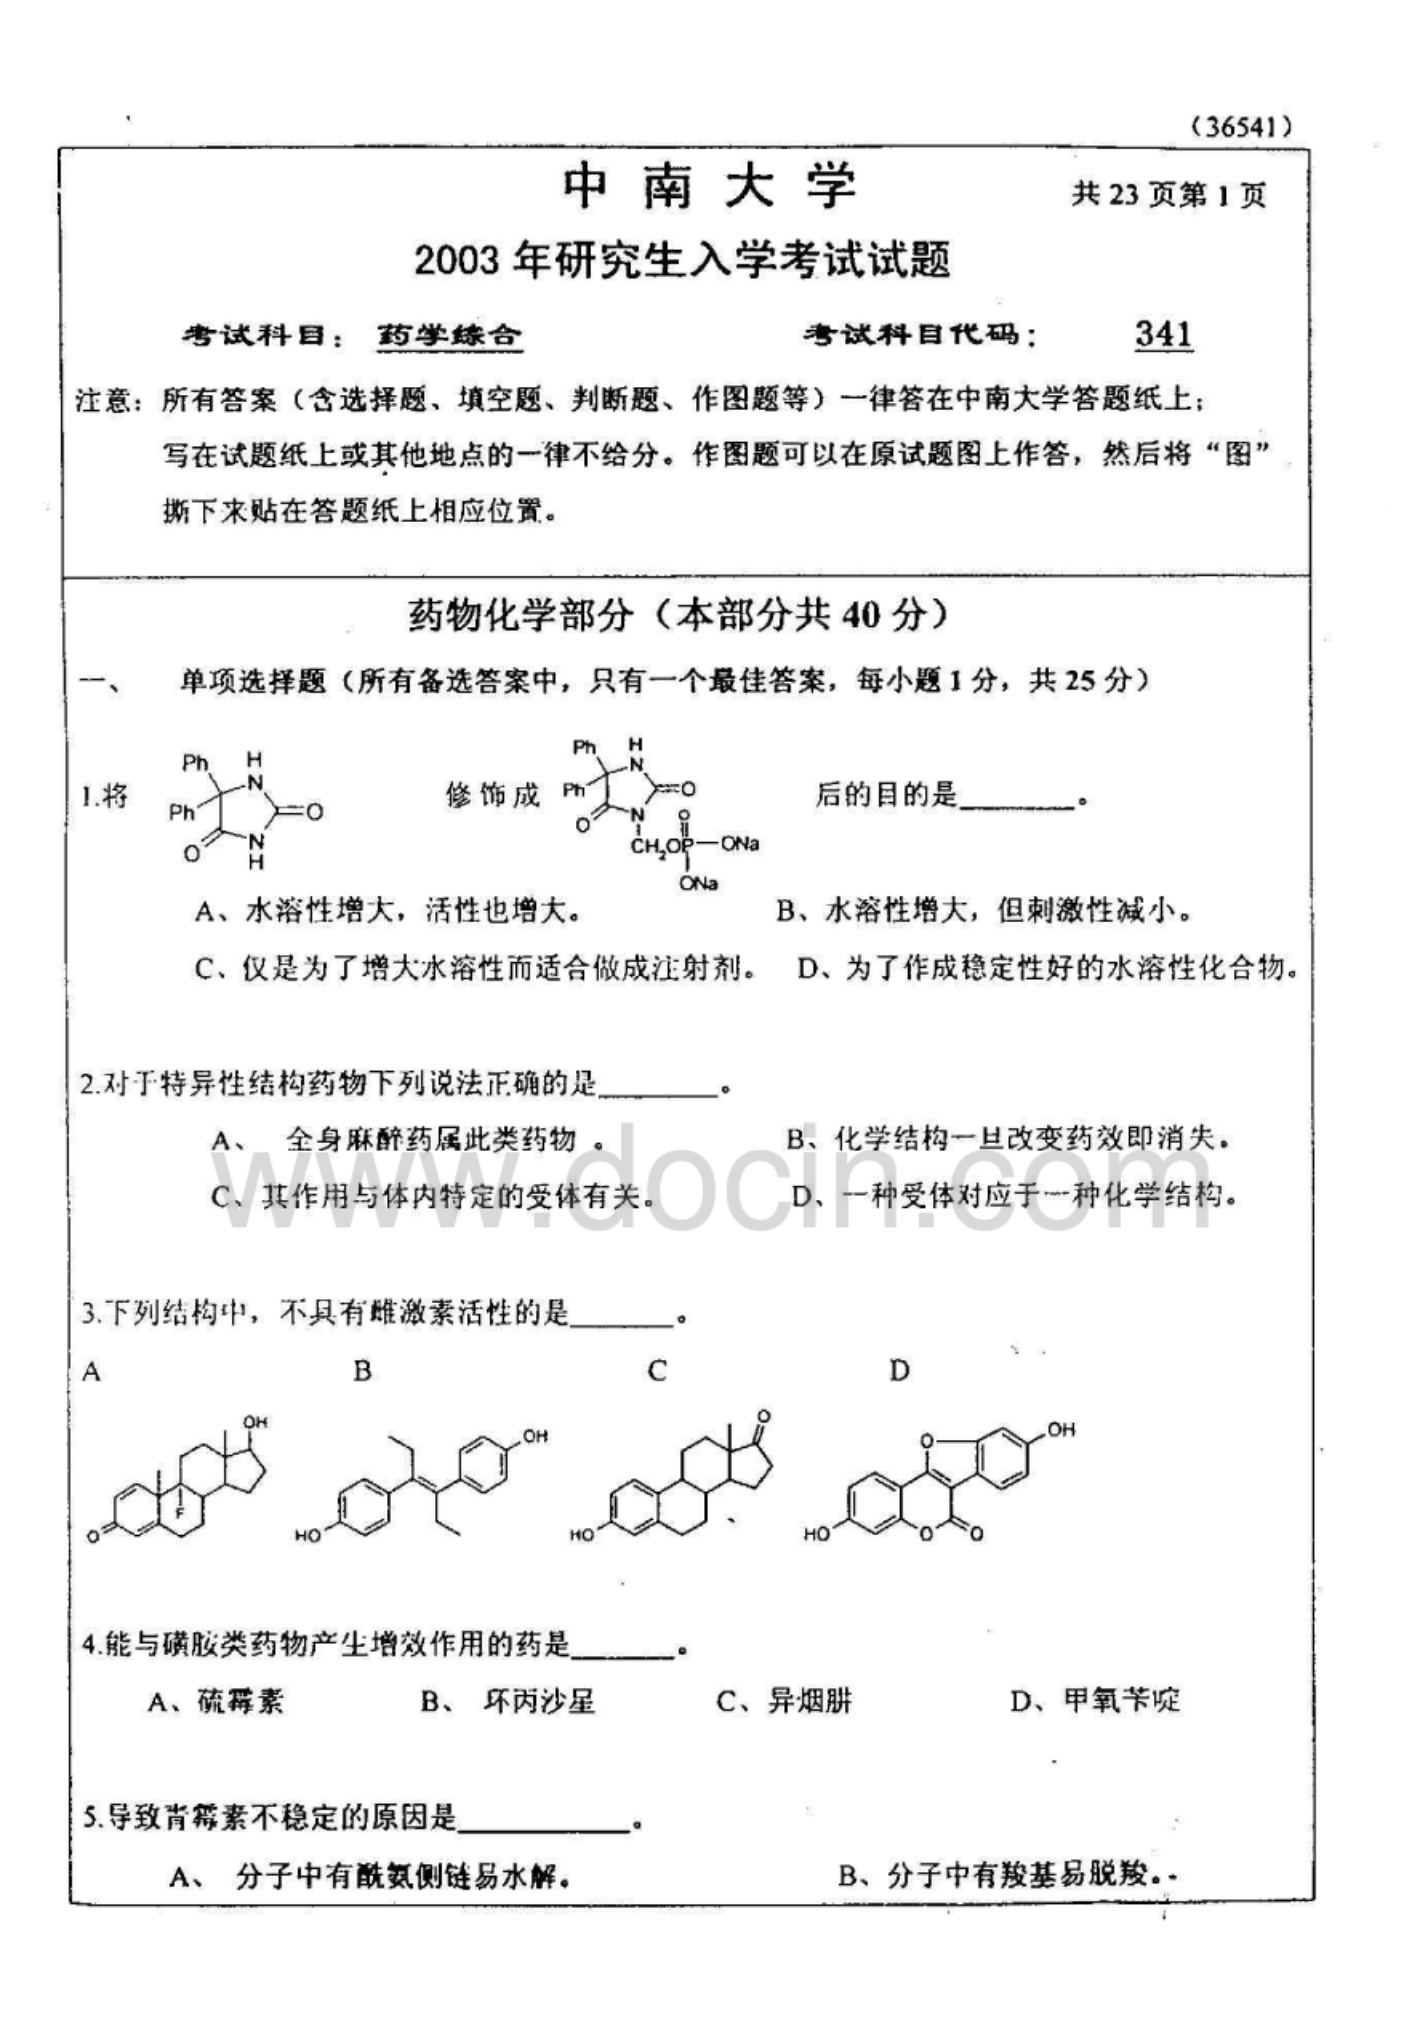 （36541）
中 南 大 学
共 23 页第 1 页
2003 年研究生入学考试试题
考试科目： 药学综合 考试科目代码： 341
注意：所有答案（含选择题、填空题、判断题、作图题等）一律答在中南大学答题纸上；
写在试题纸上或其他地点的一律不给分。作图题可以在原试题图上作答，然后将“图”
撕下来贴在答题纸上相应位置。
药物化学部分（本部分共 40 分）
一、 单项选择题（所有备选答案中，只有一个最佳答案，每小题 1 分，共 25 分）
1.将 Ph Ph H N O N H O 修饰成 Ph Ph H N O N O CH2OP O ONa ONa 后的目的是________。
A、水溶性增大，活性也增大。 B、水溶性增大，但刺激性减小。
C、仅是为了增大水溶性而适合做成注射剂。 D、为了作成稳定性好的水溶性化合物。
2.对于特异性结构药物下列说法正确的是________。
A、 全身麻醉药属此类药物 。 B、化学结构一旦改变药效即消失。
C、其作用与体内特定的受体有关。 D、一种受体对应于一种化学结构。
www.docin.com
3.下列结构中，不具有雌激素活性的是_______。
A B C D
OH F O
OH HO
O HO
O OH HO O O
4.能与磺胺类药物产生增效作用的药是_______。
A、硫霉素 B、 环丙沙星 C、异烟肼 D、甲氧苄啶
5.导致青霉素不稳定的原因是____________。
A、 分子中有酰氨侧链易水解。 B、分子中有羧基易脱羧。